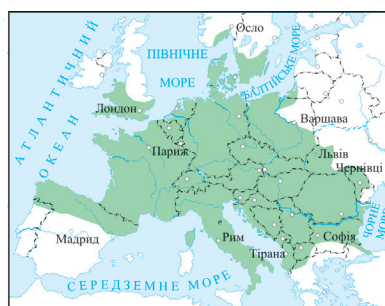 Осло
ПІВНІЧНЕ
МОРЕ
БАЛТІЙСЬКЕ МОРЕ
АТЛАНТИЧНИЙ
ОКЕАН
Лондон
Варшава
Париж
Львів
Чернівці
ЧОРНЕ МОРЕ
Мадрид
Рим
Софія
Тірана
СЕРЕДЗЕМНЕ МОРЕ